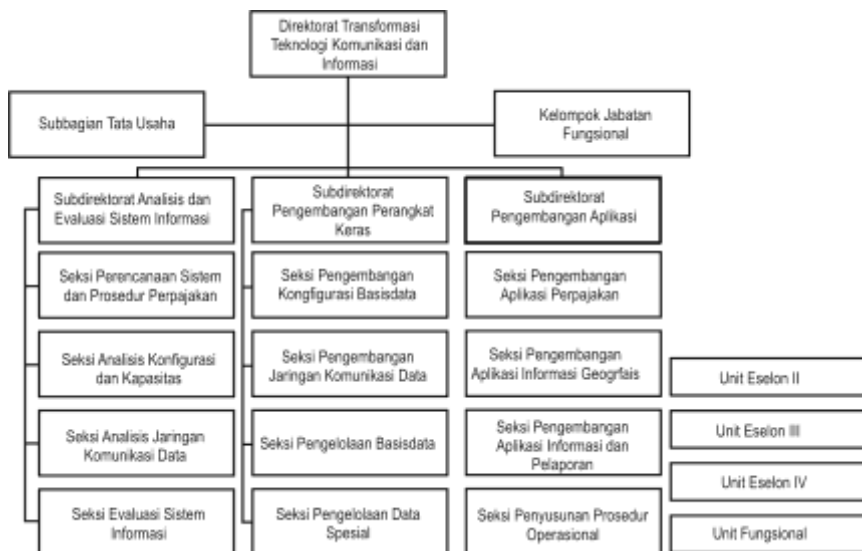 Direktorat Transformasi
Teknologi Komunikasi dan
Informasi
Subbagian Tata Usaha
Kelompok Jabatan
Fungsional
Subdirektorat Analisis dan
Evaluasi Sistem Informasi
Subdirektorat
Pengembangan Perangkat
Keras
Subdirektorat
Pengembangan Aplikasi
Seksi Perencanaan Sistem
dan Prosedur Perpajakan
Seksi Pengembangan
Kongfigurasi Basisdata
Seksi Pengembangan
Aplikasi Perpajakan
Seksi Analisis Konfigurasi
dan Kapasitas
Seksi Pengembangan
Jaringan Komunikasi Data
Seksi Pengembangan
Aplikasi Informasi Geogrfais
Unit Eselon II
Seksi Analisis Jaringan
Komunikasi Data
Seksi Pengelolaan Basisdata
Seksi Pengembangan
Aplikasi Informasi dan
Pelaporan
Unit Eselon III
Unit Eselon IV
Seksi Evaluasi Sistem
Informasi
Seksi Pengelolaan Data
Spesial
Seksi Penyusunan Prosedur
Operasional
Unit Fungsional